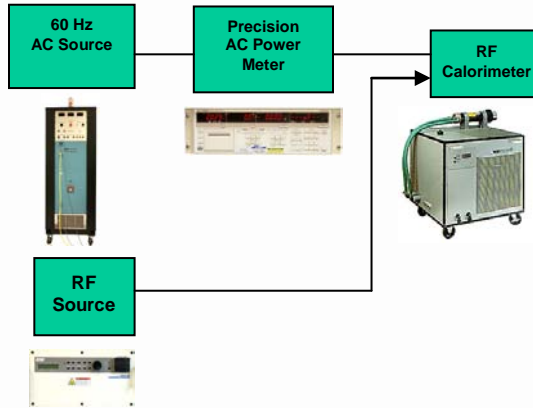 60 Hz
AC Source
Precision
AC Power
Meter
RF
Calorimeter
RF
Source